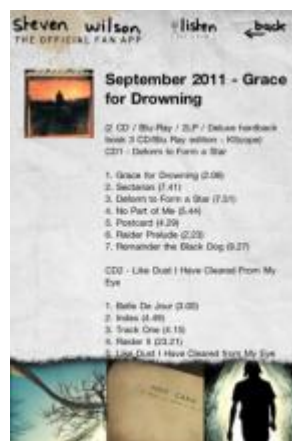 steven wilson
THE OFFICIAL FAN APP
listen
back
September 2011 - Grace
for Drowning
(2 CD / Blu-Ray / 2LP / Deluxe hardback
book 3 CD/Blu Ray edition - KScope)
CD1 - Deform to Form a Star
1. Grace for Drowning (2.06)
2. Sectarian (7.41)
3. Deform to Form a Star (7.51)
4. No Part of Me (5.44)
5. Postcard (4.29)
6. Raider Prelude (2.23)
7. Remainder the Black Dog (9.27)
CD2 - Like Dust I Have Cleared From My
Eye
1. Belle De Jour (3.00)
2. Index (4.49)
3. Track One (4.15)
4. Raider II (23.21)
5. Like Dust I Have Cleared from My Eye